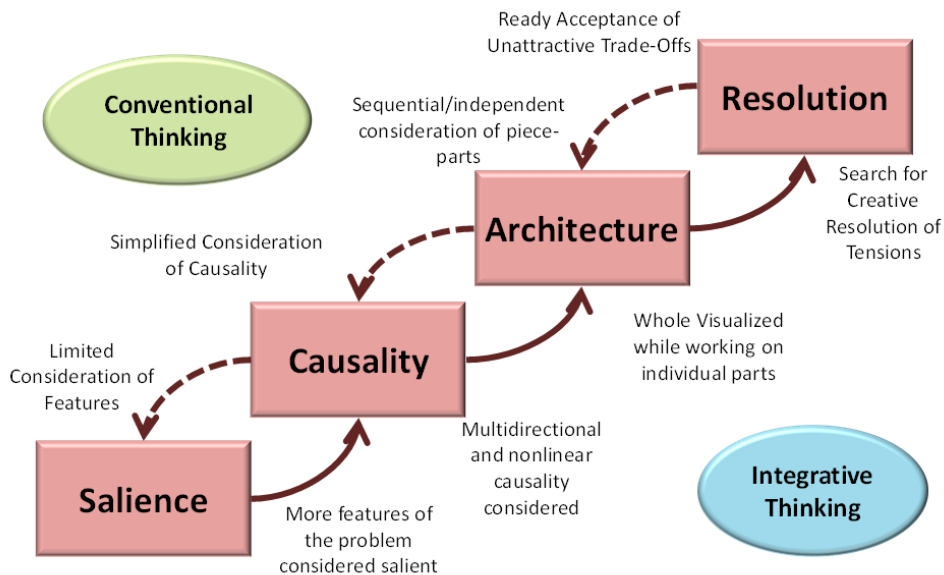 Ready Acceptance of
Unattractive Trade-Offs
Conventional
Thinking
Resolution
Sequential/independent
consideration of piece-
parts
Search for
Creative
Resolution of
Tensions
Architecture
Simplified Consideration
of Causality
Whole Visualized
while working on
individual parts
Causality
Limited
Consideration of
Features
Multidirectional
and nonlinear
causality
considered
Integrative
Thinking
Salience
More features of
the problem
considered salient